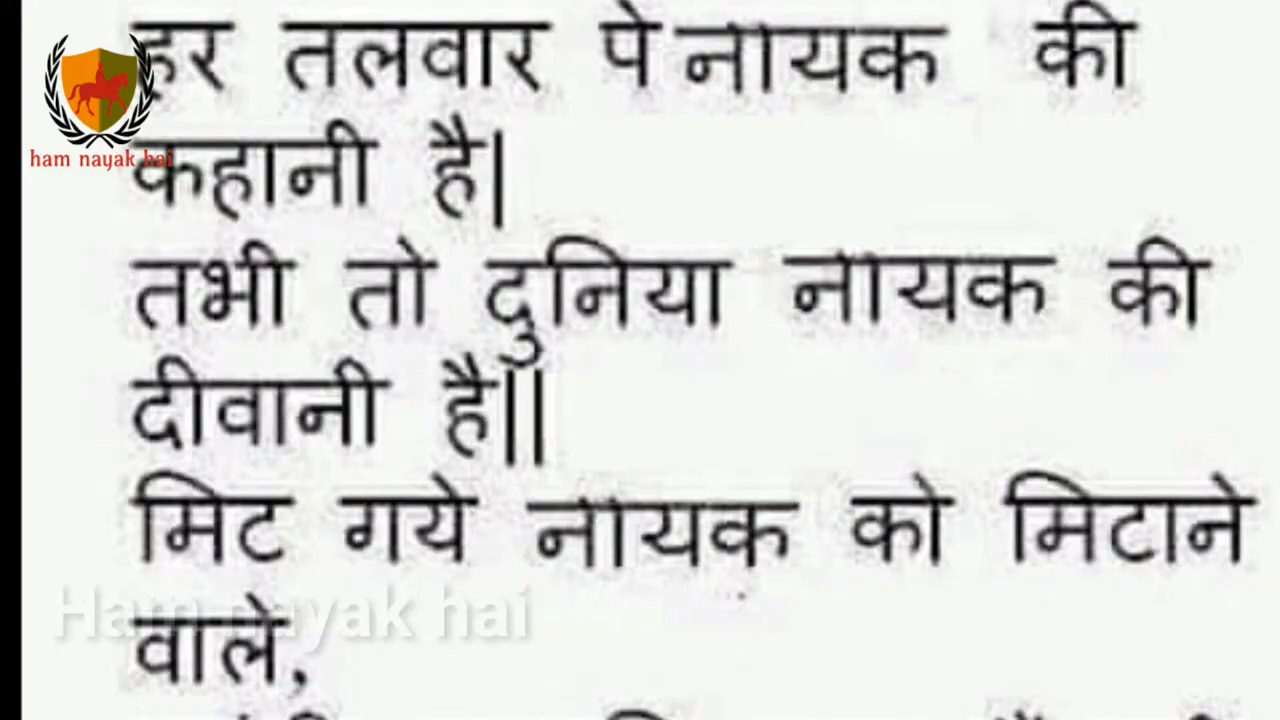 हर तलवार पे नायक की
ham nayak hai
कहानी है|
तभी तो दुनिया नायक की
दीवानी है||
मिट गये नायक को मिटाने
Ham nayak hai
वाले,